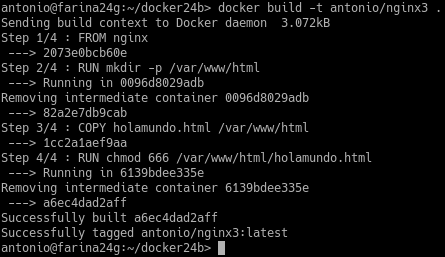 antonio@farina24g:~/docker24b> docker build -t antonio/nginx3 .
Sending build context to Docker daemon  3.072kB
Step 1/4 : FROM nginx
 ---> 2073e0bcb60e
Step 2/4 : RUN mkdir -p /var/www/html
 ---> Running in 0096d8029adb
Removing intermediate container 0096d8029adb
 ---> 82a2e7db9cab
Step 3/4 : COPY holamundo.html /var/www/html
 ---> 1cc2a1aef9aa
Step 4/4 : RUN chmod 666 /var/www/html/holamundo.html
 ---> Running in 6139bdee335e
Removing intermediate container 6139bdee335e
 ---> a6ec4dad2aff
Successfully built a6ec4dad2aff
Successfully tagged antonio/nginx3:latest
antonio@farina24g:~/docker24b>